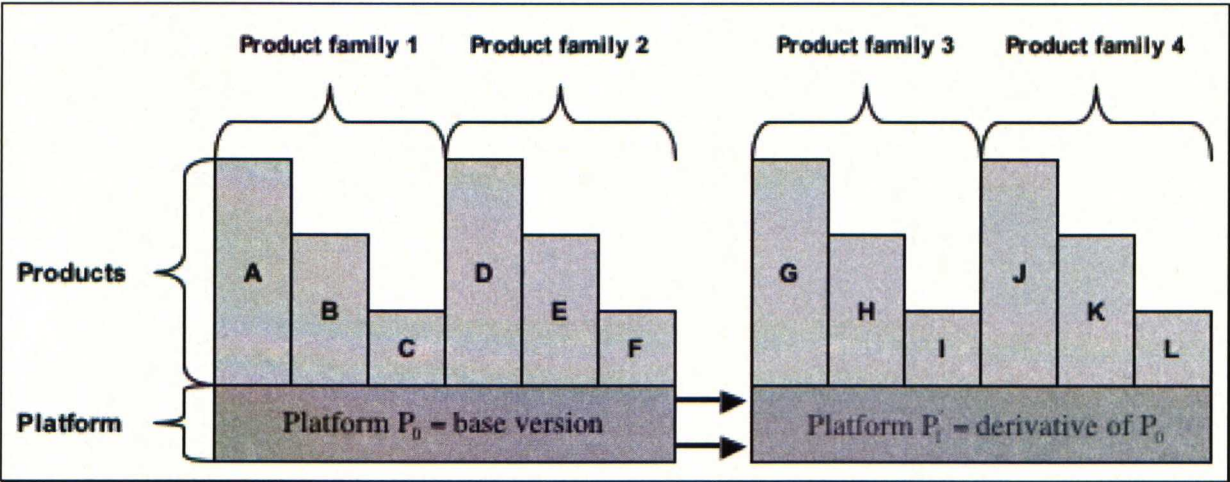 Product family 1 Product family 2 Product family 3 Product family 4
Products A B C D E F G H I J K L
Platform Platform P₀ = base version Platform P₁' = derivative of P₀